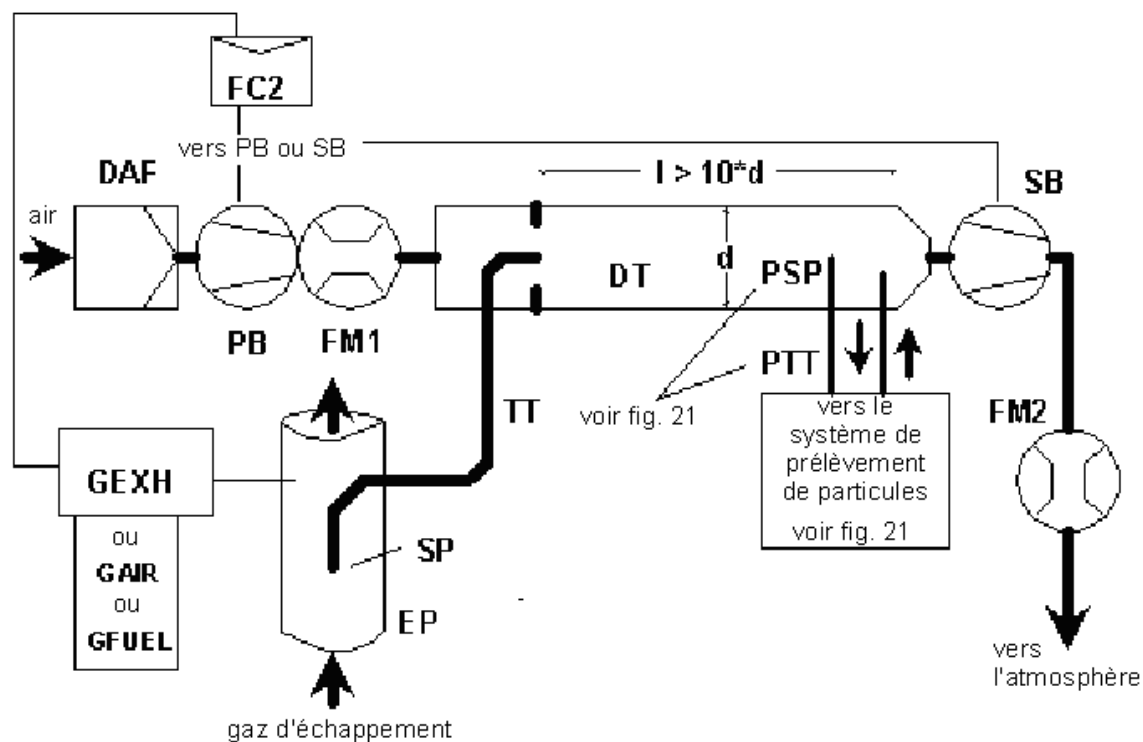 FC2
vers PB ou SB
DAF
l > 10*d
SB
air
d
DT
PSP
PB
FM1
PTT
TT
voir fig. 21
vers le
système de
prélèvement
de particules
voir fig. 21
FM2
GEXH
ou
GAIR
ou
GFUEL
SP
EP
vers
l'atmosphère
gaz d'échappement